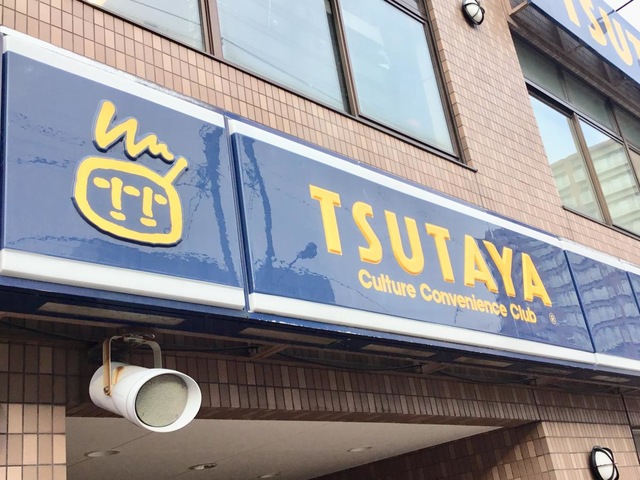 TSUTAYA
Culture Convenience Club ®